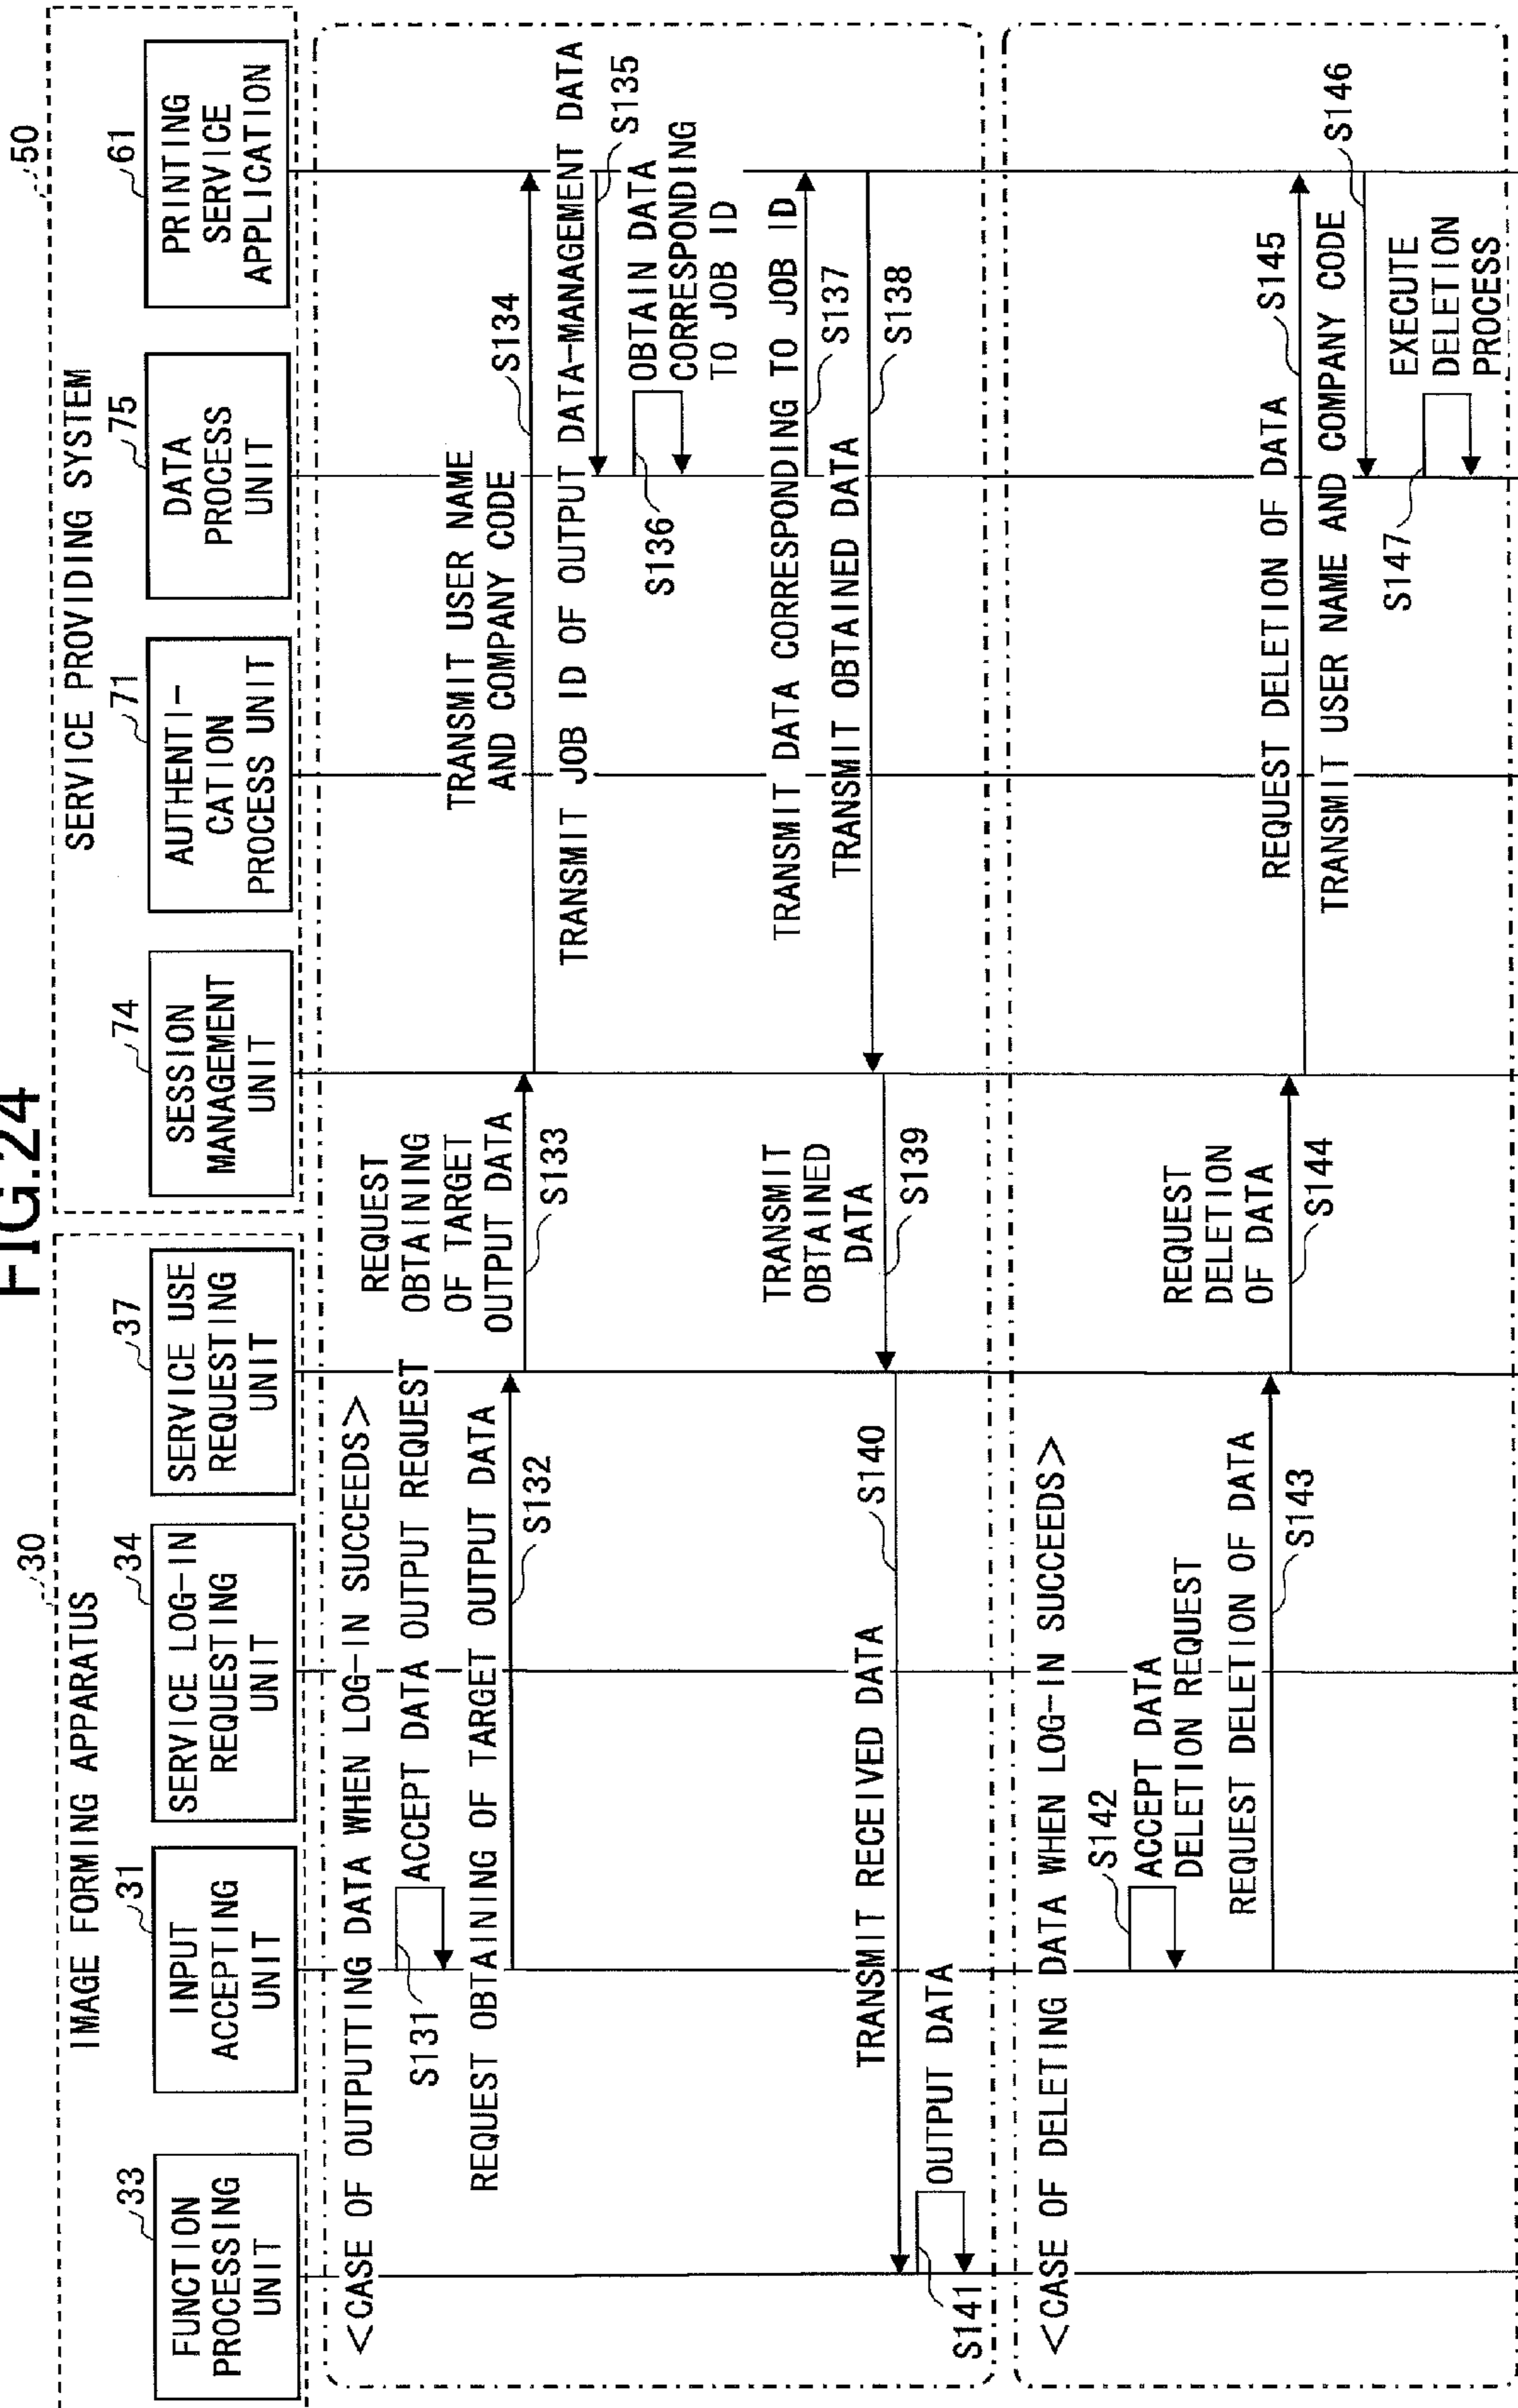 FIG.24
30
IMAGE FORMING APPARATUS
50
SERVICE PROVIDING SYSTEM
33
FUNCTION
PROCESSING
UNIT
31
INPUT
ACCEPTING
UNIT
34
SERVICE LOG-IN
REQUESTING
UNIT
37
SERVICE USE
REQUESTING
UNIT
74
SESSION
MANAGEMENT
UNIT
71
AUTHENTI-
CATION
PROCESS UNIT
75
DATA
PROCESS
UNIT
61
PRINTING
SERVICE
APPLICATION
<CASE OF OUTPUTTING DATA WHEN LOG-IN SUCCEEDS>
S131
ACCEPT DATA OUTPUT REQUEST
REQUEST OBTAINING OF TARGET OUTPUT DATA
S132
REQUEST
OBTAINING
OF TARGET
OUTPUT DATA
S133
TRANSMIT USER NAME
AND COMPANY CODE
S134
TRANSMIT JOB ID OF OUTPUT DATA-MANAGEMENT DATA
S135
S136
OBTAIN DATA
CORRESPONDING
TO JOB ID
TRANSMIT DATA CORRESPONDING TO JOB ID
S137
TRANSMIT OBTAINED DATA
S138
TRANSMIT
OBTAINED
DATA
S139
TRANSMIT RECEIVED DATA
S140
S141
OUTPUT DATA
<CASE OF DELETING DATA WHEN LOG-IN SUCCEEDS>
S142
ACCEPT DATA
DELETION REQUEST
REQUEST DELETION OF DATA
S143
REQUEST
DELETION
OF DATA
S144
REQUEST DELETION OF DATA
S145
TRANSMIT USER NAME AND COMPANY CODE
S146
S147
EXECUTE
DELETION
PROCESS